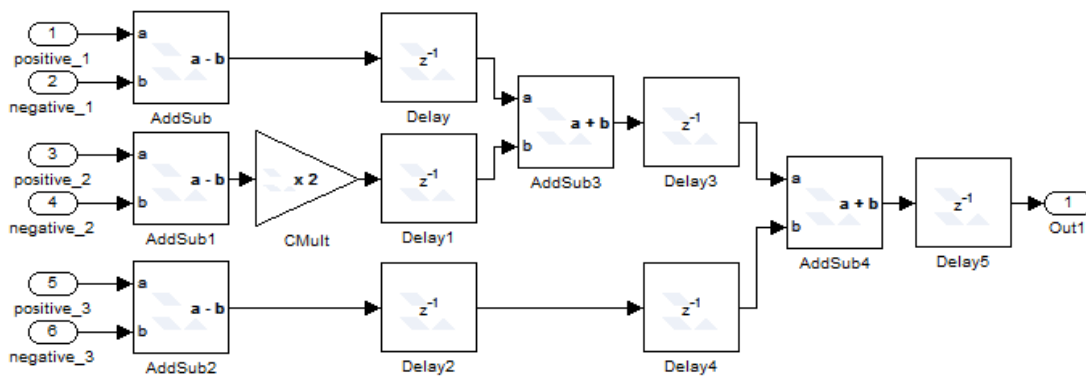 1
positive_1
2
negative_1
a
b
a - b
AddSub
z-1
Delay
3
positive_2
4
negative_2
a
b
a - b
AddSub1
x 2
CMult
z-1
Delay1
a
b
a + b
AddSub3
z-1
Delay3
5
positive_3
6
negative_3
a
b
a - b
AddSub2
z-1
Delay2
z-1
Delay4
a
b
a + b
AddSub4
z-1
Delay5
1
Out1